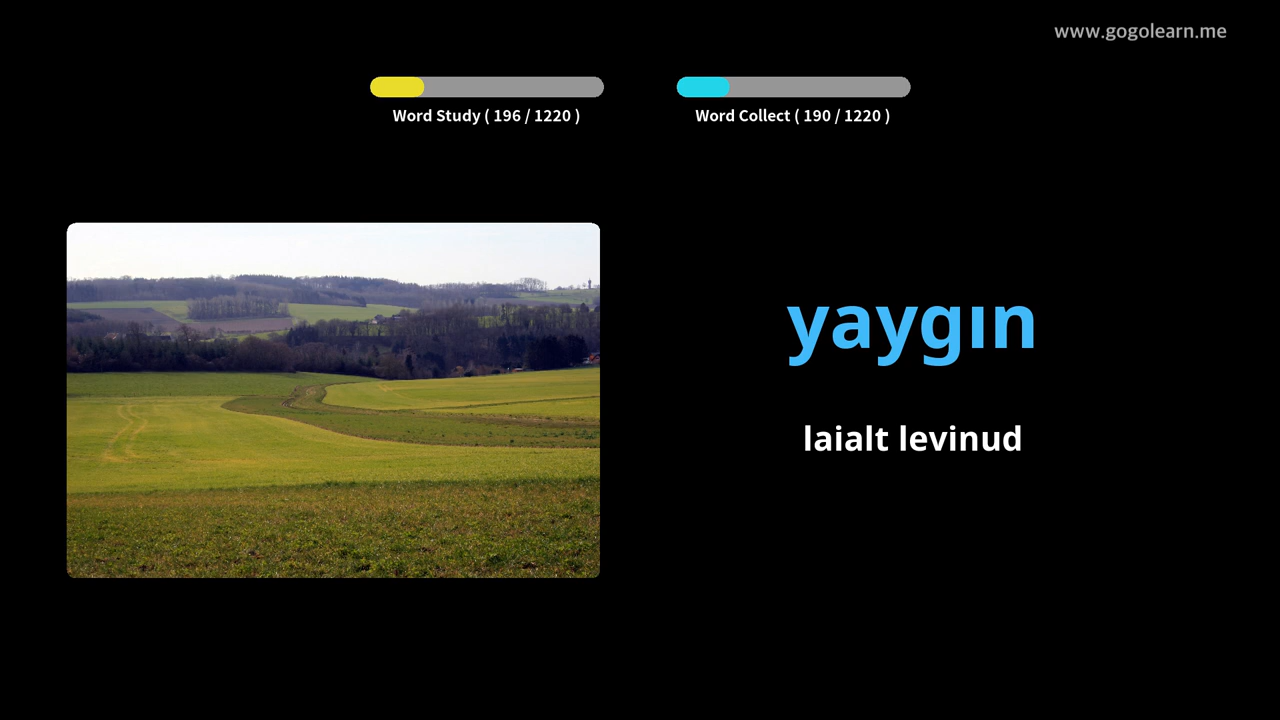 www.gogolearn.me
Word Study ( 196 / 1220 )
Word Collect ( 190 / 1220 )
yaygın
laialt levinud